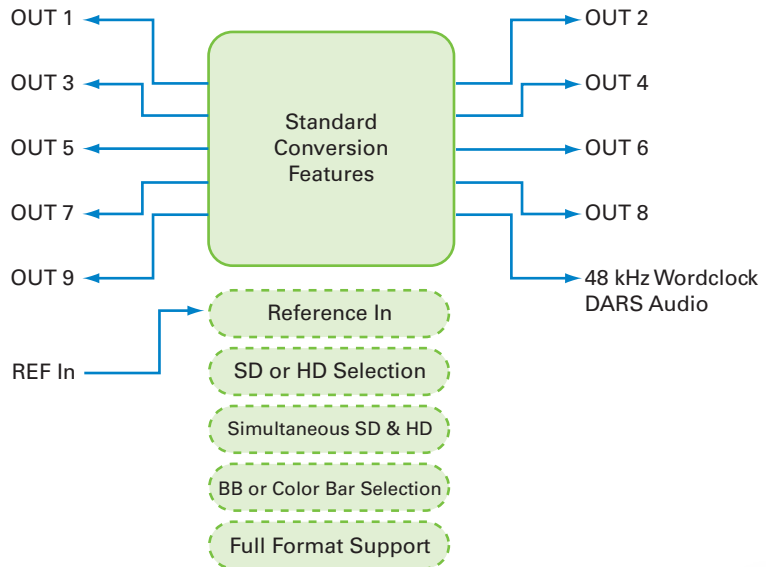 OUT 1
OUT 2
OUT 3
OUT 4
Standard
Conversion
Features
OUT 5
OUT 6
OUT 7
OUT 8
OUT 9
48 kHz Wordclock
DARS Audio
Reference In
REF In
SD or HD Selection
Simultaneous SD & HD
BB or Color Bar Selection
Full Format Support